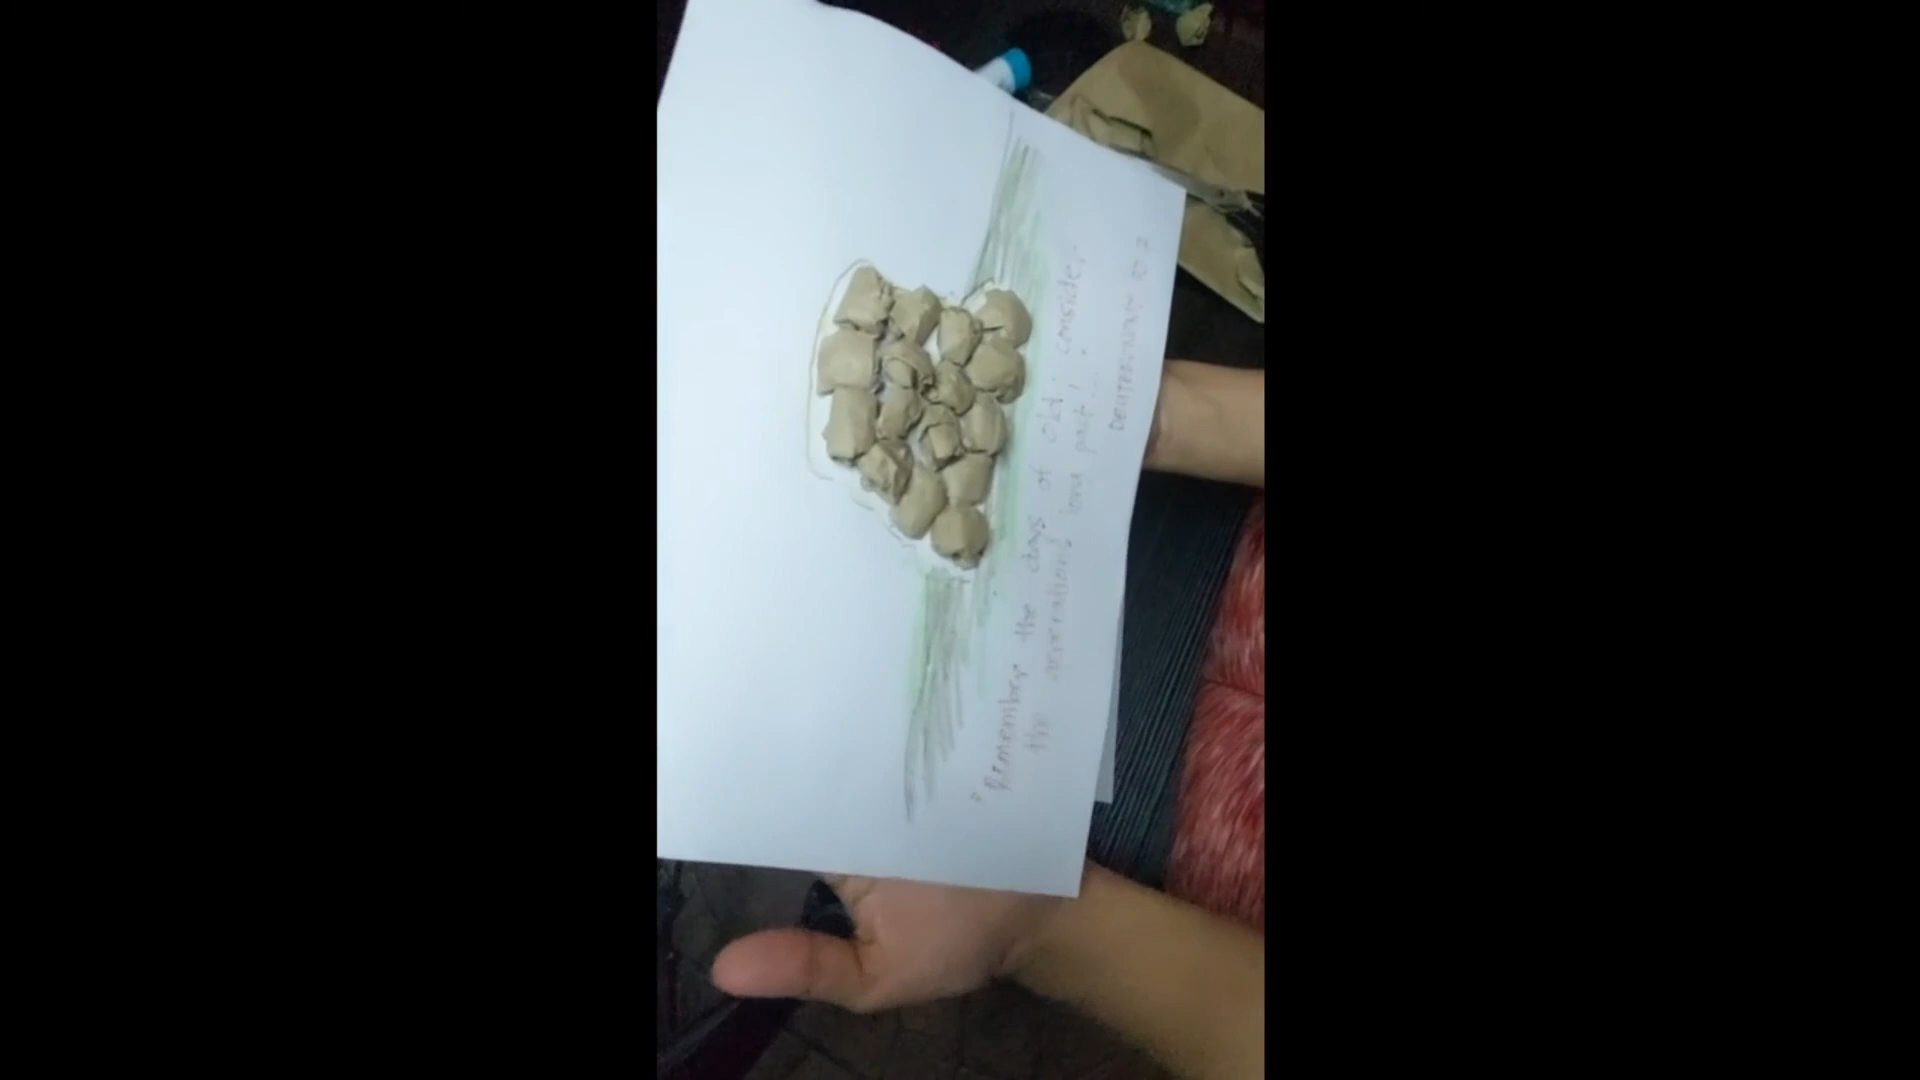 "Remember the days of old; consider
the generations long past....
DEUTERONOMY